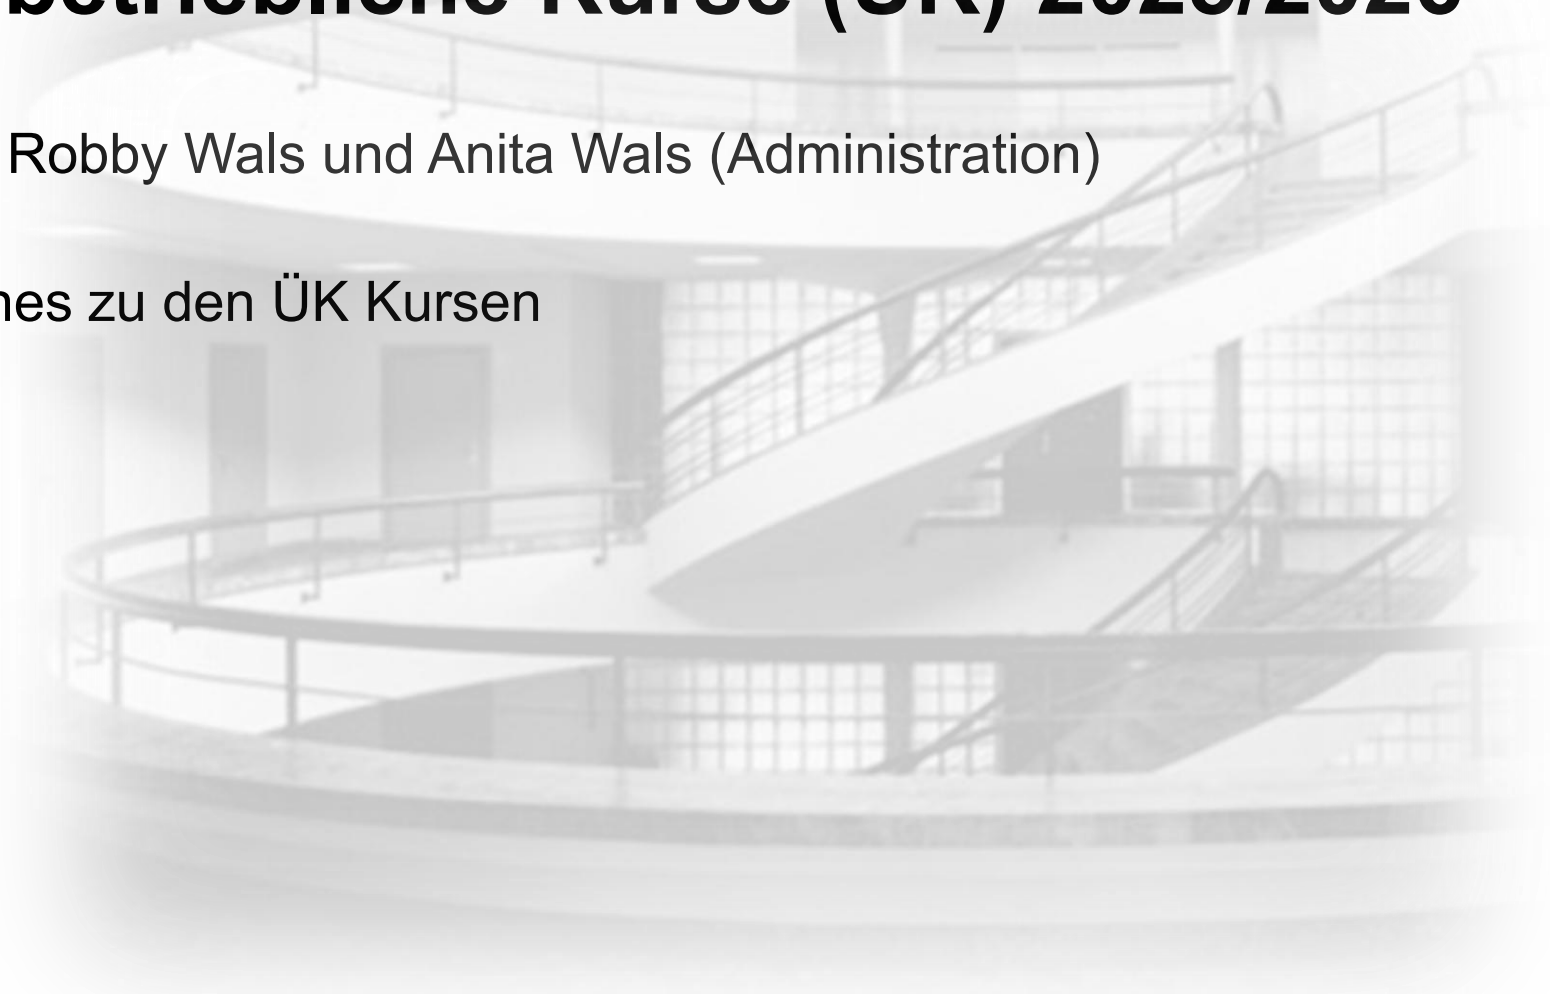 betriebliche Kurse (ÜK) 2025/2026
Robby Wals und Anita Wals (Administration)
nes zu den ÜK Kursen